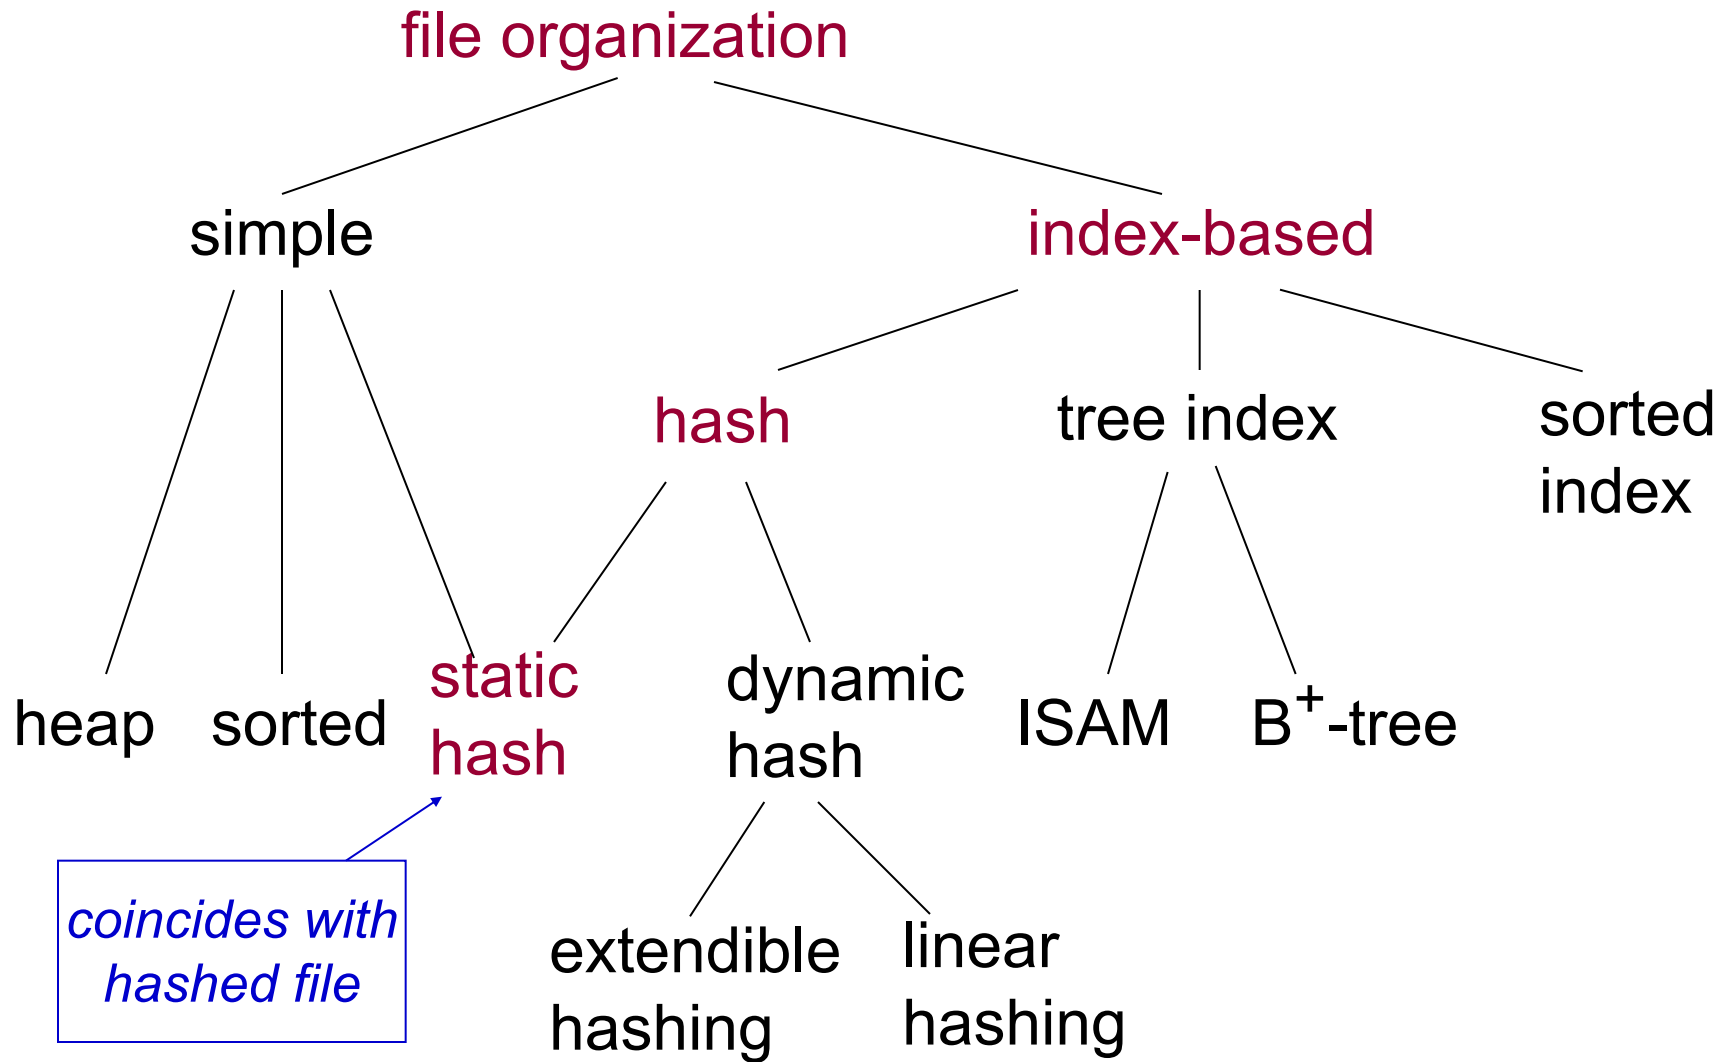 file organization
simple
index-based
hash
tree index
sorted
index
heap
sorted
static
hash
dynamic
hash
ISAM
B⁺-tree
coincides with
hashed file
extendible
hashing
linear
hashing